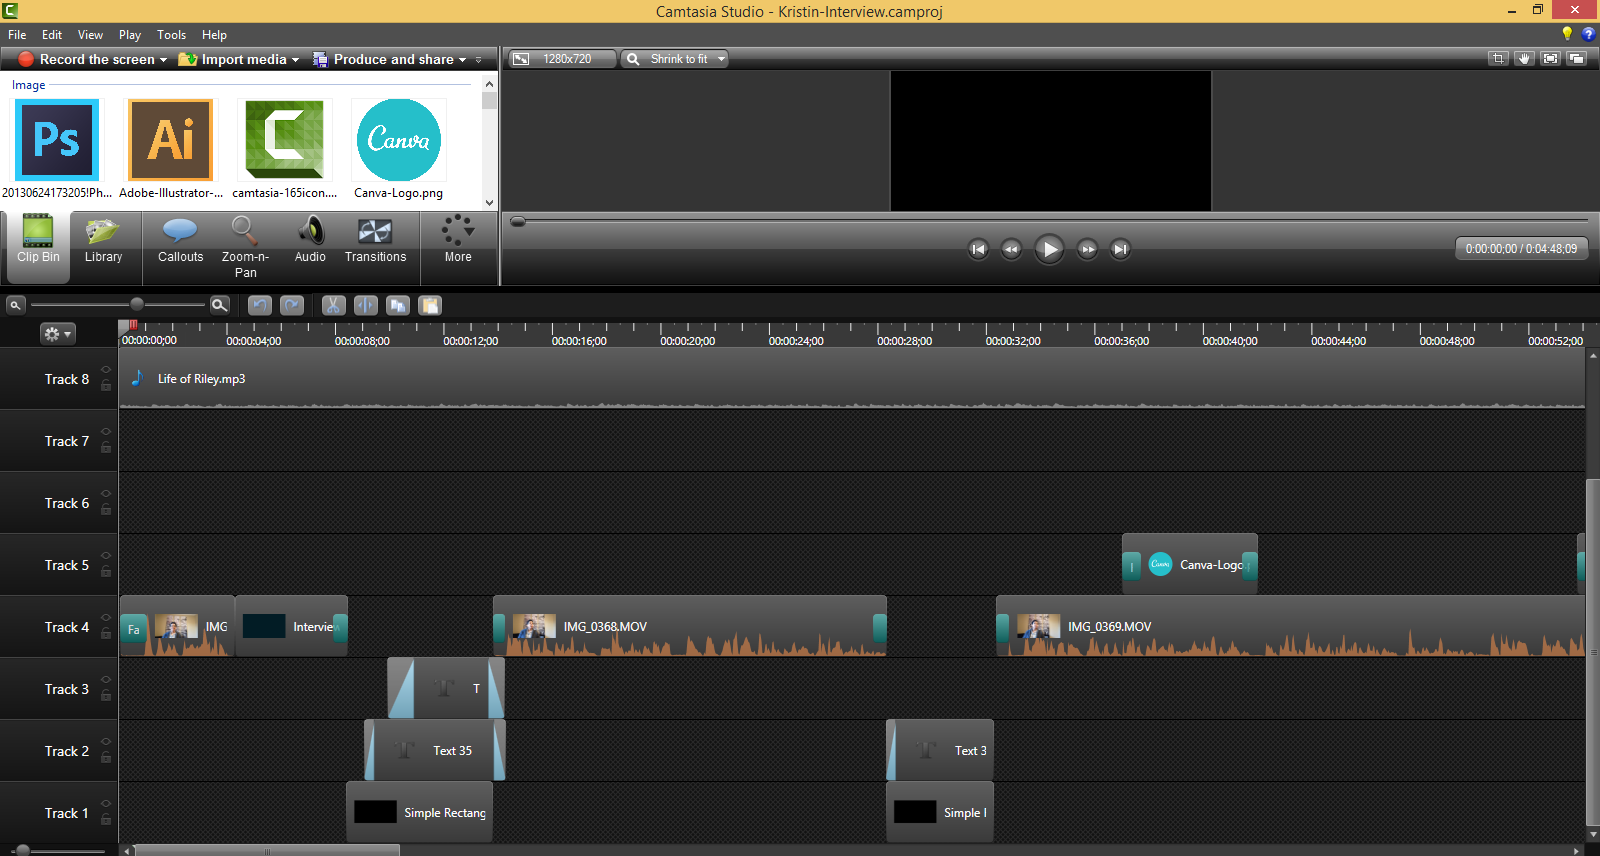 Camtasia Studio - Kristin-Interview.camproj
File Edit View Play Tools Help
Record the screen Import media Produce and share
1280x720 Shrink to fit
Image
Ps Ai C Canva
20130624173205!Ph... Adobe-Illustrator-... camtasia-165icon.... Canva-Logo.png
Clip Bin Library Callouts Zoom-n-Pan Audio Transitions More
0:00:00;00 / 0:04:48;09
00:00:00;00 00:00:04;00 00:00:08;00 00:00:12;00 00:00:16;00 00:00:20;00 00:00:24;00 00:00:28;00 00:00:32;00 00:00:36;00 00:00:40;00 00:00:44;00 00:00:48;00 00:00:52;00
Track 8 Life of Riley.mp3
Track 7
Track 6
Track 5 Canva Canva-Logo
Track 4 Fa IMG Interview IMG_0368.MOV IMG_0369.MOV
Track 3 T T
Track 2 T Text 35 T Text 3
Track 1 Simple Rectang Simple